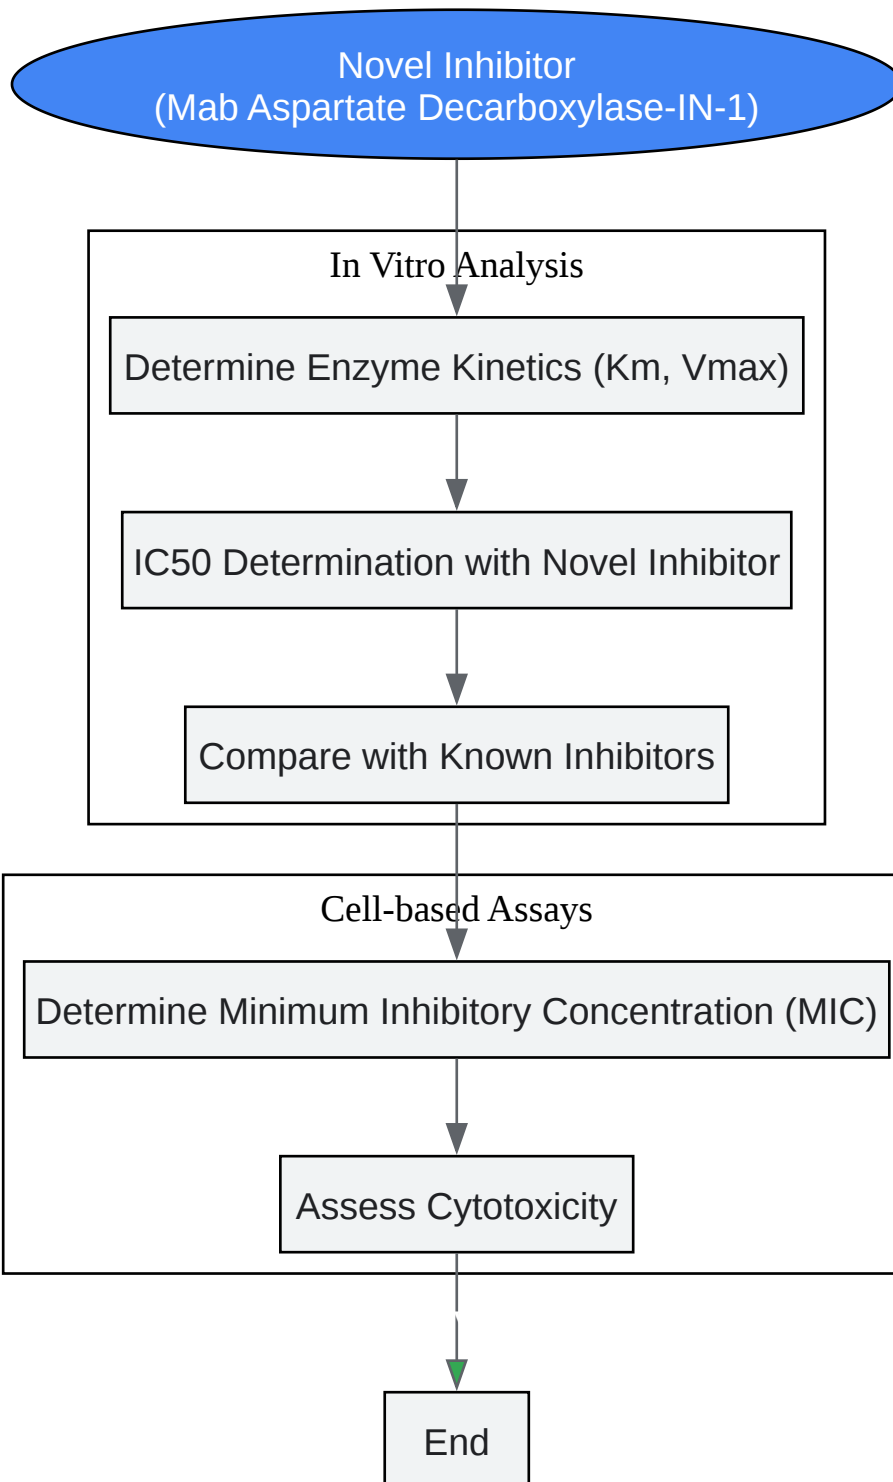 Novel Inhibitor
(Mab Aspartate Decarboxylase-IN-1)
In Vitro Analysis
Determine Enzyme Kinetics (Km, Vmax)
IC50 Determination with Novel Inhibitor
Compare with Known Inhibitors
Cell-based Assays
Determine Minimum Inhibitory Concentration (MIC)
Assess Cytotoxicity
End